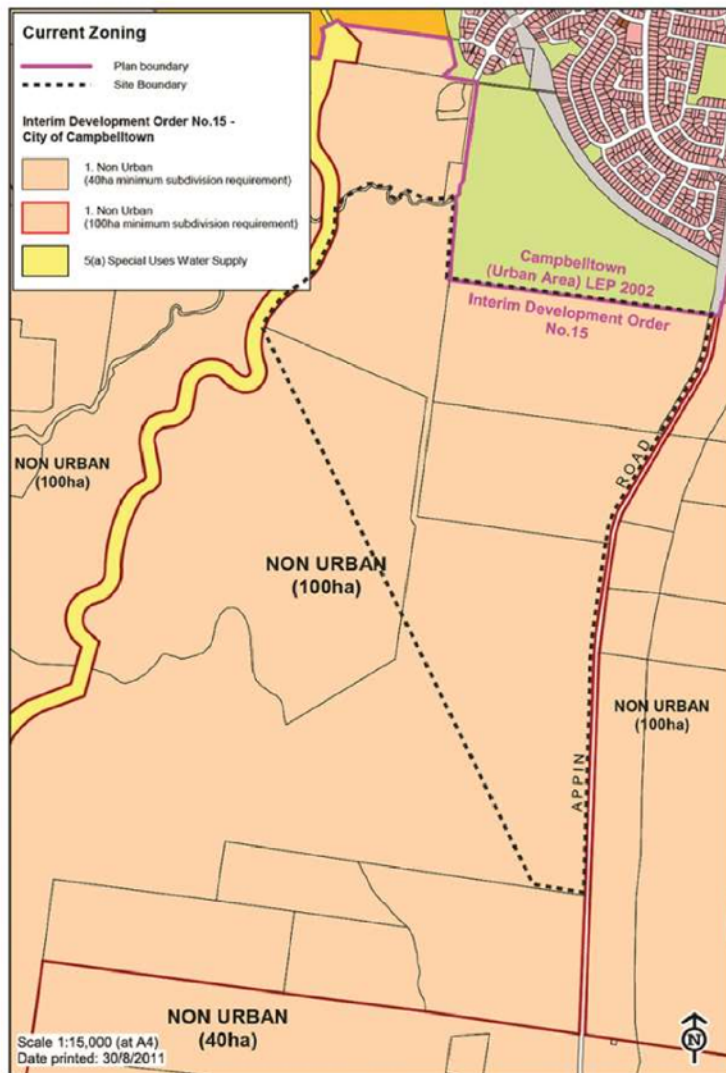 Current Zoning
Plan boundary
Site Boundary
Interim Development Order No.15 -
City of Campbelltown
1. Non Urban
(40ha minimum subdivision requirement)
1. Non Urban
(100ha minimum subdivision requirement)
5(a) Special Uses Water Supply
Campbelltown
(Urban Area) LEP 2002
Interim Development Order
No.15
ROAD
NON URBAN
(100ha)
NON URBAN
(100ha)
NON URBAN
(100ha)
APPIN
NON URBAN
(40ha)
Scale 1:15,000 (at A4)
Date printed: 30/8/2011
N